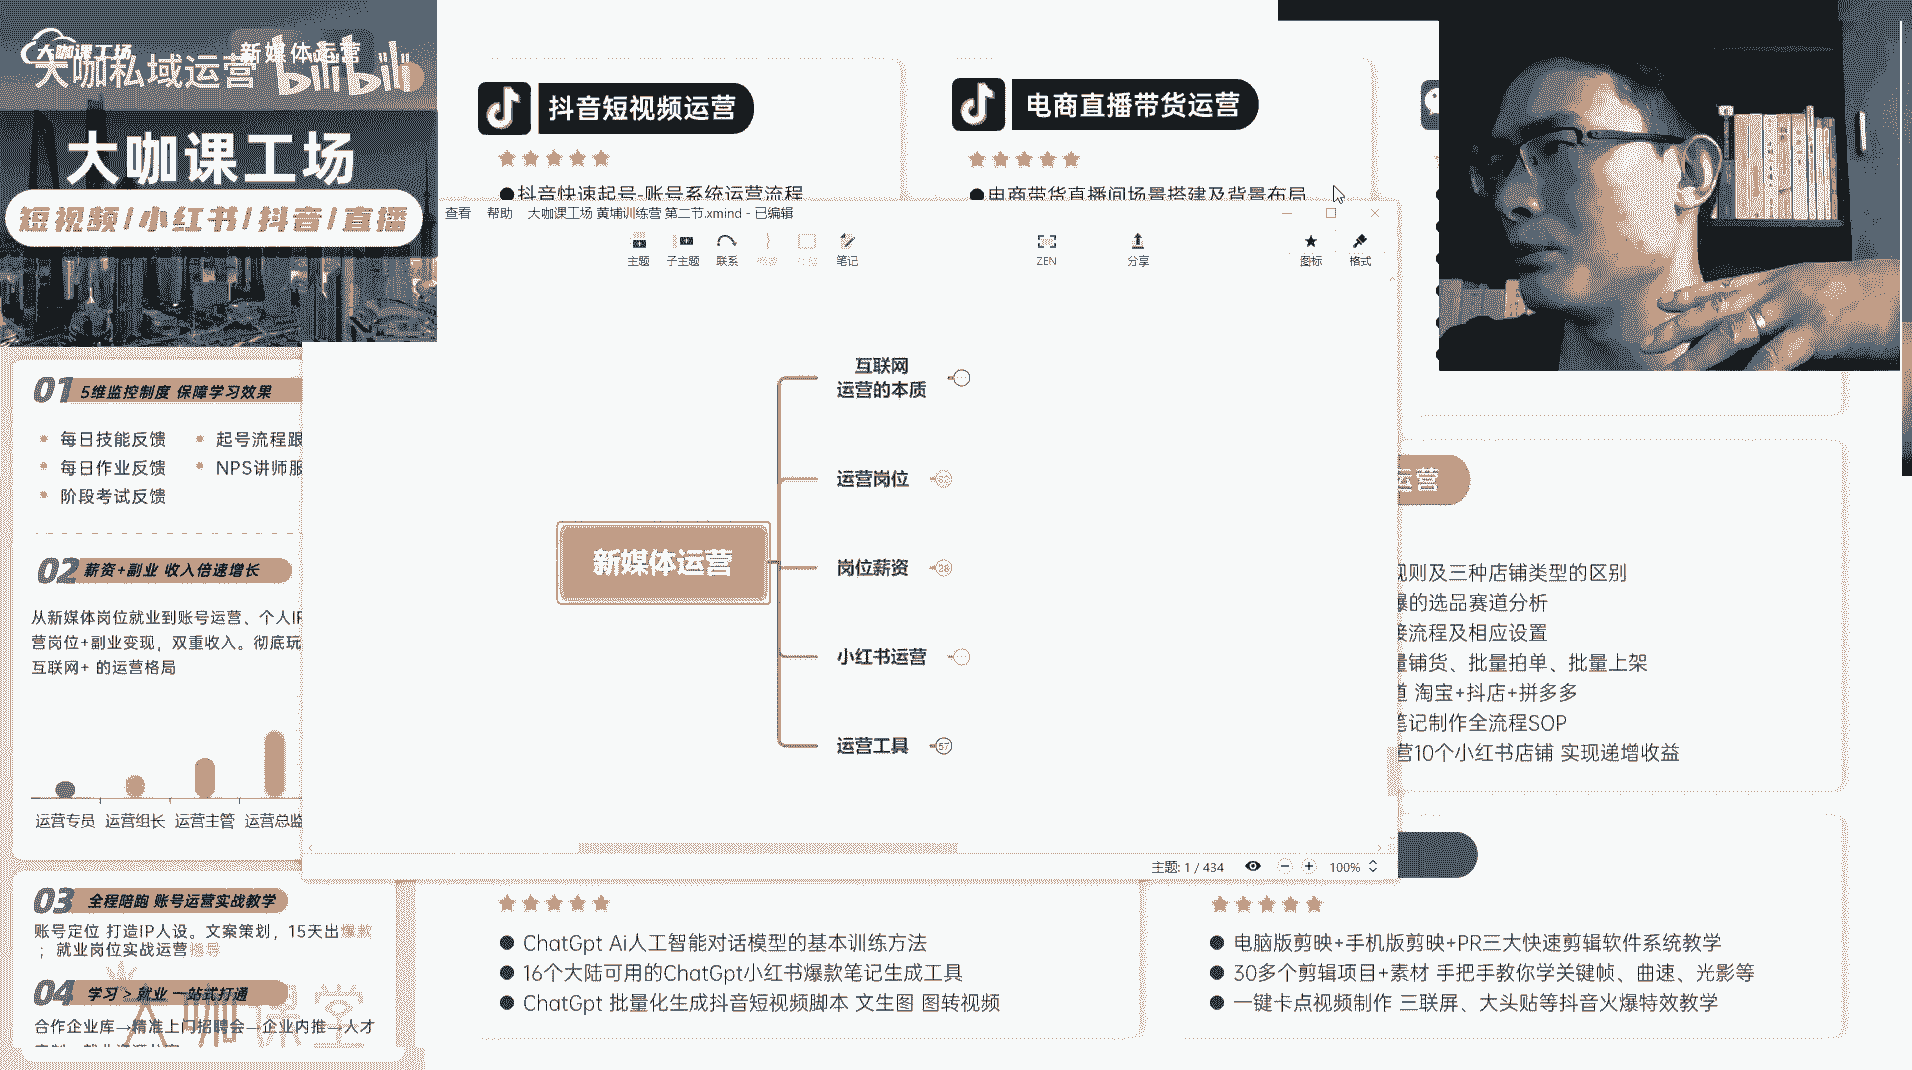 大咖课工场
新媒体运营
大咖私域运营
bilibili
大咖课工场
短视频/小红书/抖音/直播
抖音短视频运营
抖音快速起号-账号系统运营流程
电商直播带货运营
电商带货直播间场景搭建及背景布局
查看 帮助 大咖课工场 黄埔训练营 第二节.xmind - 已编辑
主题 子主题 联系 笔记 ZEN 分享 图标 格式
互联网
运营的本质
运营岗位
岗位薪资 28
新媒体运营
小红书运营
运营工具 57
主题: 1 / 434 100%
01 5维监控制度 保障学习效果
每日技能反馈 起号流程跟
每日作业反馈 NPS讲师服
阶段考试反馈
02 薪资+副业 收入倍速增长
从新媒体岗位就业到账号运营、个人IP
营岗位+副业变现，双重收入。彻底玩
互联网+ 的运营格局
运营专员 运营组长 运营主管 运营总监
03 全程陪跑 账号运营实战教学
账号定位 打造IP人设。文案策划，15天出爆款
；就业岗位实战运营指导
04 学习 > 就业 一站式打通
合作企业库→精准上门招聘会→企业内推→人才
大咖课堂
运营
规则及三种店铺类型的区别
爆的选品赛道分析
接流程及相应设置
量铺货、批量拍单、批量上架
道 淘宝+抖店+拼多多
笔记制作全流程SOP
营10个小红书店铺 实现递增收益
ChatGpt Ai人工智能对话模型的基本训练方法
16个大陆可用的ChatGpt小红书爆款笔记生成工具
ChatGpt 批量化生成抖音短视频脚本 文生图 图转视频
电脑版剪映+手机版剪映+PR三大快速剪辑软件系统教学
30多个剪辑项目+素材 手把手教你学关键帧、曲速、光影等
一键卡点视频制作 三联屏、大头贴等抖音火爆特效教学